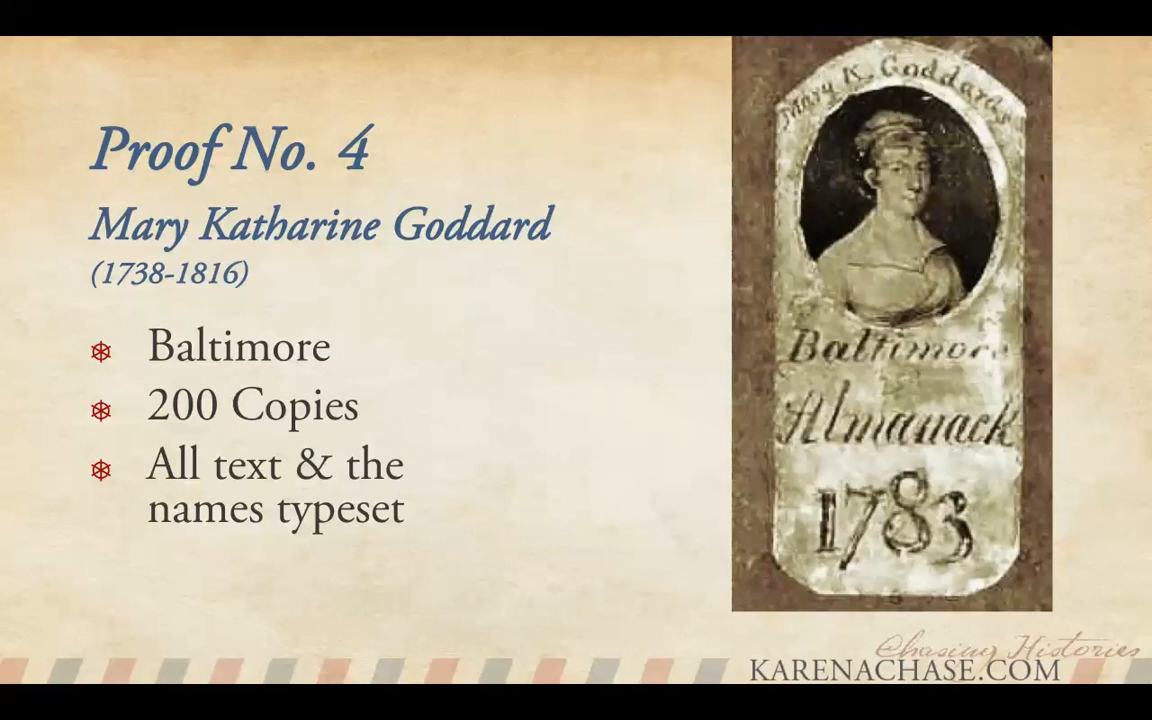 Proof No. 4
Mary Katharine Goddard
(1738-1816)
Baltimore
200 Copies
All text & the
names typeset
Mary K. Goddards
Baltimore
Almanack
1783
Chasing Histories
KARENACHASE.COM